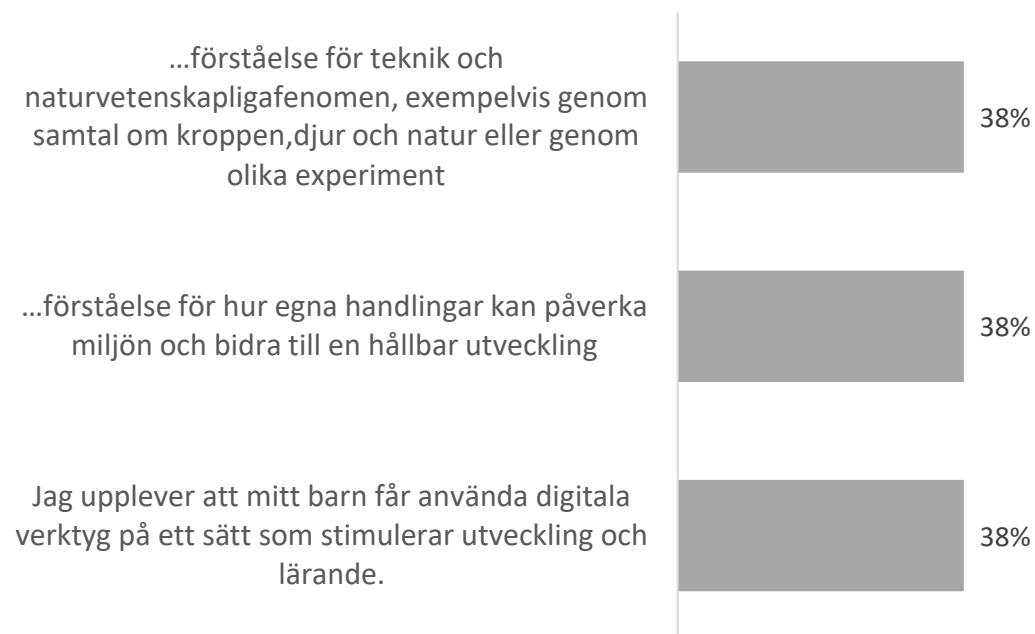 …förståelse för teknik och
naturvetenskapligafenomen, exempelvis genom
samtal om kroppen,djur och natur eller genom
olika experiment
38%
…förståelse för hur egna handlingar kan påverka
miljön och bidra till en hållbar utveckling
38%
Jag upplever att mitt barn får använda digitala
verktyg på ett sätt som stimulerar utveckling och
lärande.
38%